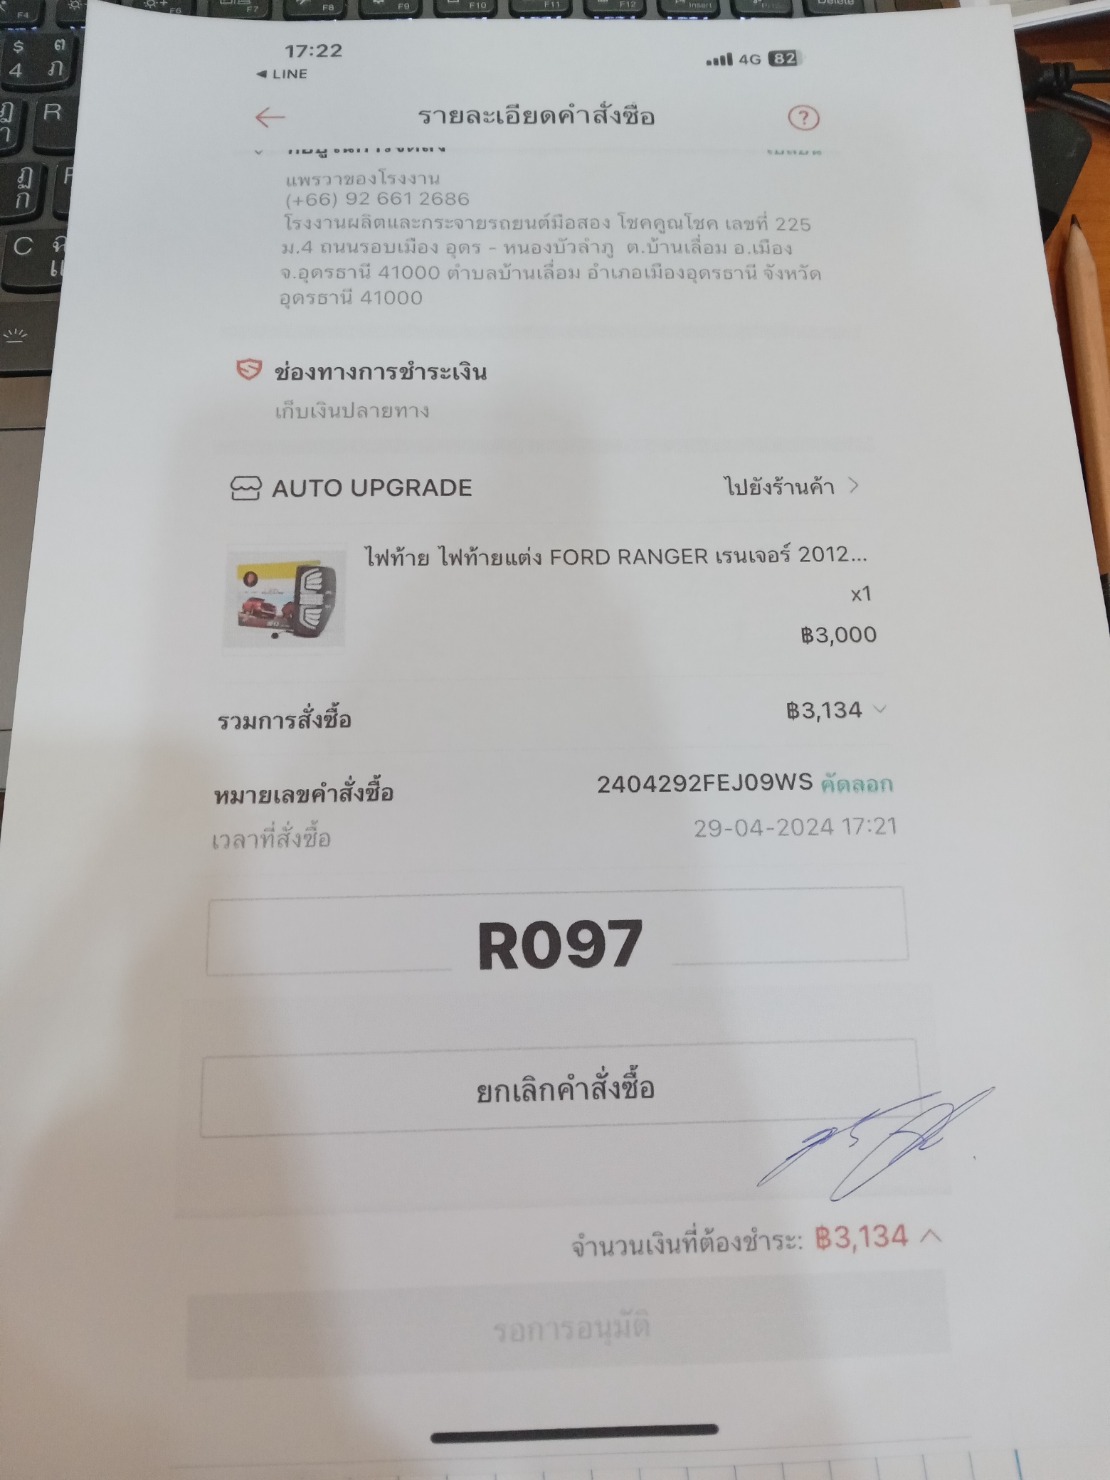 17:22
4G 82
◄ LINE
รายละเอียดคำสั่งซื้อ
?
แพรวาของโรงงาน
(+66) 92 661 2686
โรงงานผลิตและกระจายรถยนต์มือสอง โชคคูณโชค เลขที่ 225
ม.4 ถนนรอบเมือง อุดร - หนองบัวลำภู ต.บ้านเลื่อม อ.เมือง
จ.อุดรธานี 41000 ตำบลบ้านเลื่อม อำเภอเมืองอุดรธานี จังหวัด
อุดรธานี 41000
ช่องทางการชำระเงิน
เก็บเงินปลายทาง
AUTO UPGRADE
ไปยังร้านค้า >
ไฟท้าย ไฟท้ายแต่ง FORD RANGER เรนเจอร์ 2012...
x1
฿3,000
รวมการสั่งซื้อ
฿3,134
หมายเลขคำสั่งซื้อ
2404292FEJ09WS คัดลอก
เวลาที่สั่งซื้อ
29-04-2024 17:21
R097
ยกเลิกคำสั่งซื้อ
จำนวนเงินที่ต้องชำระ: ฿3,134
รอการอนุมัติ